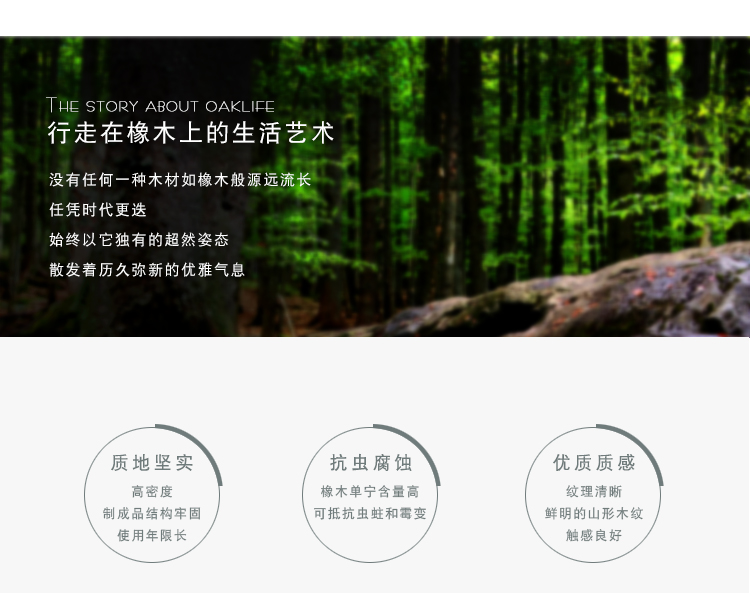 THE STORY ABOUT OAKLIFE
行走在橡木上的生活艺术
没有任何一种木材如橡木般源远流长
任凭时代更迭
始终以它独有的超然姿态
散发着历久弥新的优雅气息
质地坚实
高密度
制成品结构牢固
使用年限长
抗虫腐蚀
橡木单宁含量高
可抵抗虫蛀和霉变
优质质感
纹理清晰
鲜明的山形木纹
触感良好